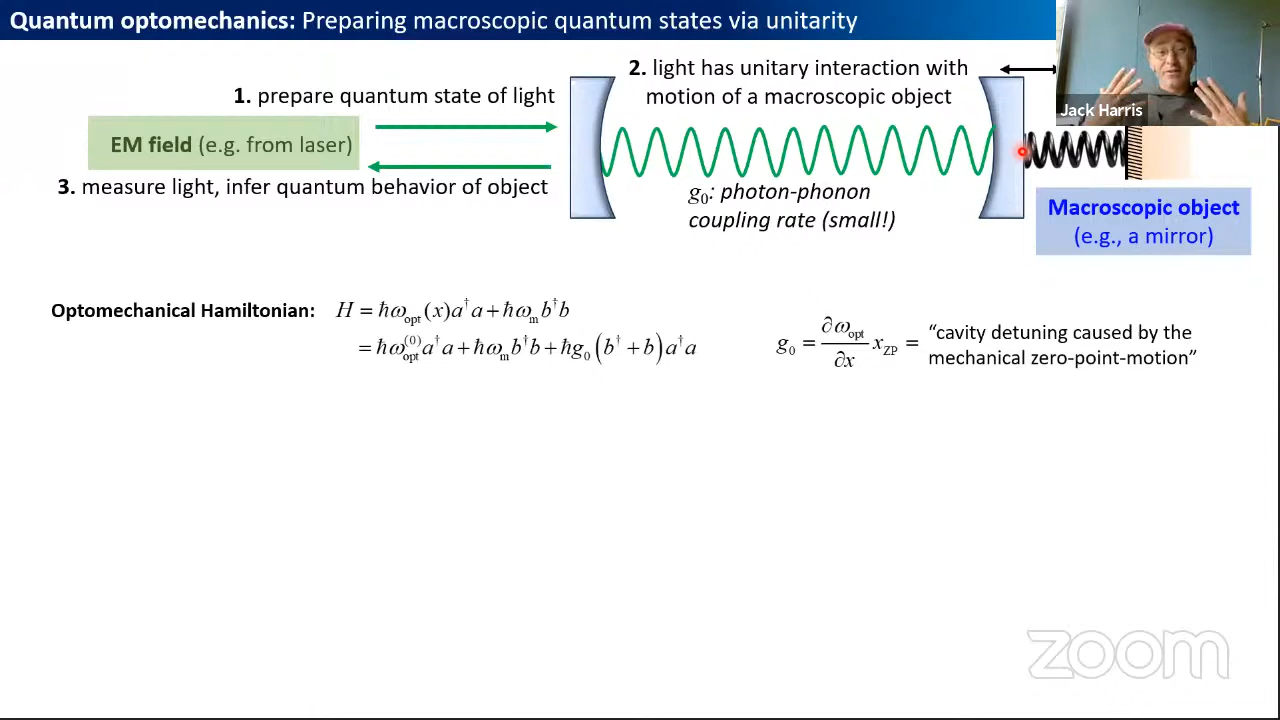 Quantum optomechanics: Preparing macroscopic quantum states via unitarity
2. light has unitary interaction with
motion of a macroscopic object
1. prepare quantum state of light
EM field (e.g. from laser)
3. measure light, infer quantum behavior of object
g₀: photon-phonon
coupling rate (small!)
Jack Harris
Macroscopic object
(e.g., a mirror)
Optomechanical Hamiltonian: H = ħω_opt(x)a†a + ħω_m b†b
= ħω_opt^(0) a†a + ħω_m b†b + ħg₀(b† + b)a†a
g₀ = ∂ω_opt/∂x x_ZP = “cavity detuning caused by the
mechanical zero-point-motion”
zoom